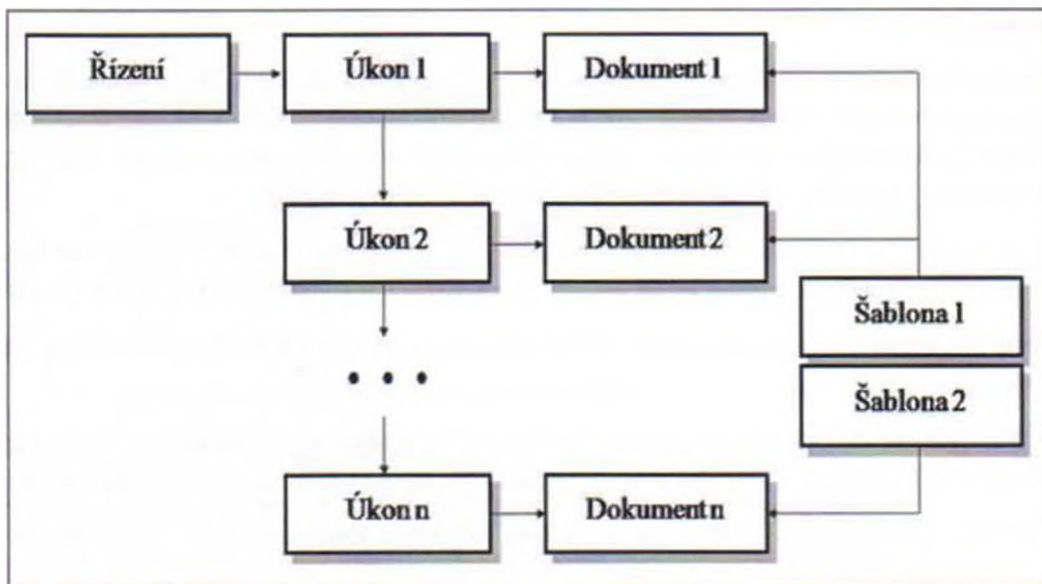 Řízení
Úkon 1
Dokument 1
Úkon 2
Dokument 2
Šablona 1
Šablona 2
• • •
Úkon n
Dokument n